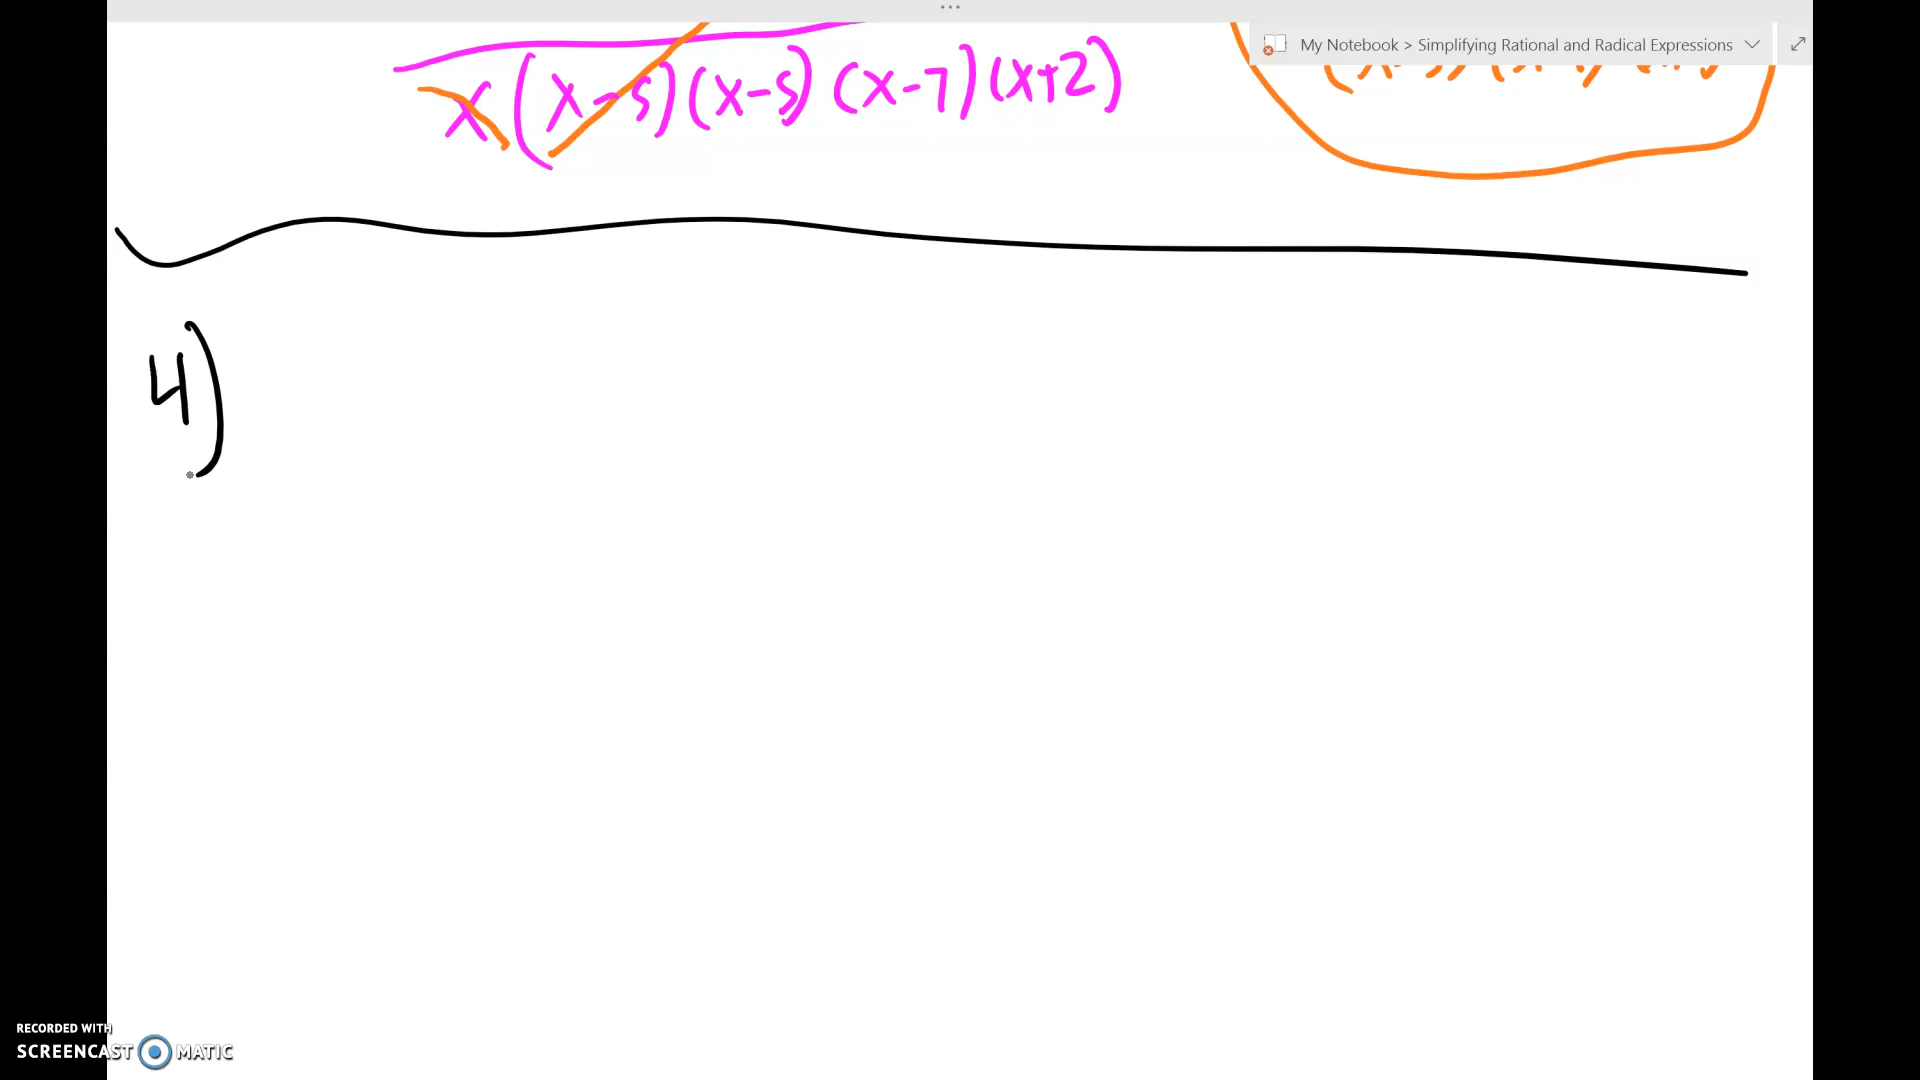 My Notebook > Simplifying Rational and Radical Expressions
x(x-5)(x-5)(x-7)(x+2)
4)
RECORDED WITH
SCREENCAST MATIC